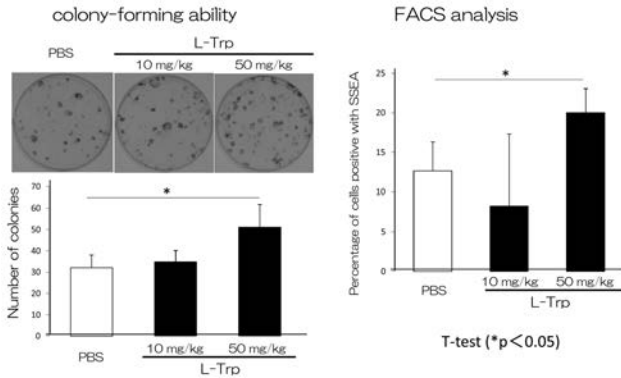 colony-forming ability
PBS
L-Trp
10 mg/kg
50 mg/kg
Number of colonies
70
60
50
40
30
20
10
0
*
PBS
10 mg/kg
50 mg/kg
L-Trp
FACS analysis
Percentage of cells positive with SSEA
25
20
15
10
5
0
*
PBS
10 mg/kg
50 mg/kg
L-Trp
T-test (*p<0.05)